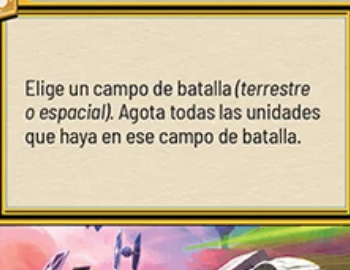 Elige un campo de batalla (terrestre
o espacial). Agota todas las unidades
que haya en ese campo de batalla.